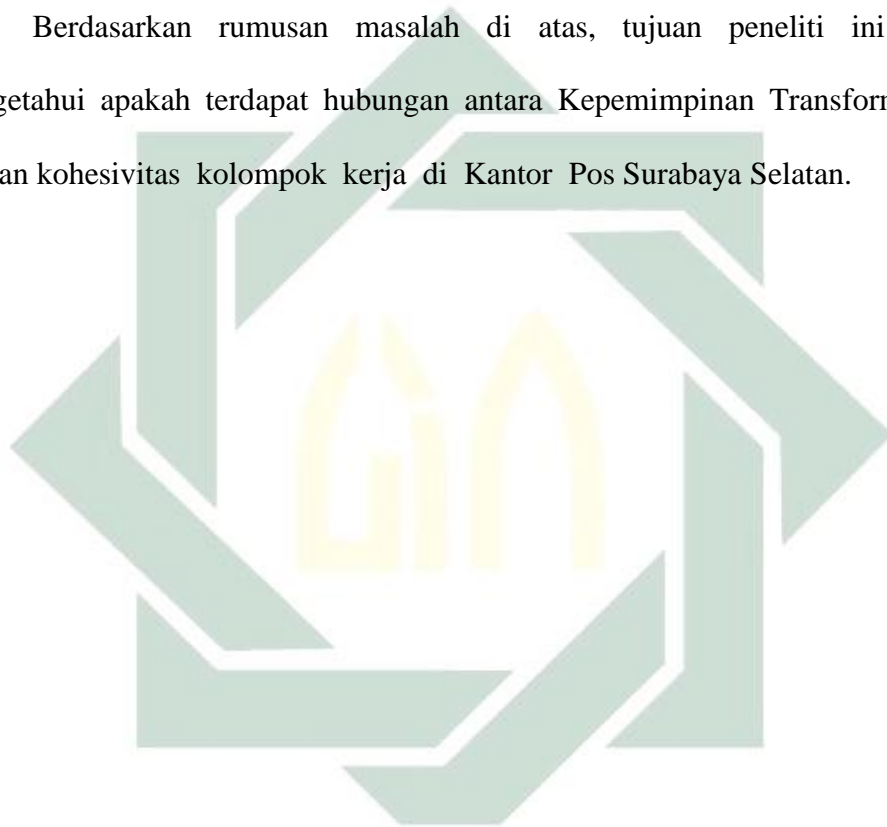 Berdasarkan rumusan masalah di atas, tujuan peneliti ini
getahui apakah terdapat hubungan antara Kepemimpinan Transfor
an kohesivitas kolompok kerja di Kantor Pos Surabaya Selatan.